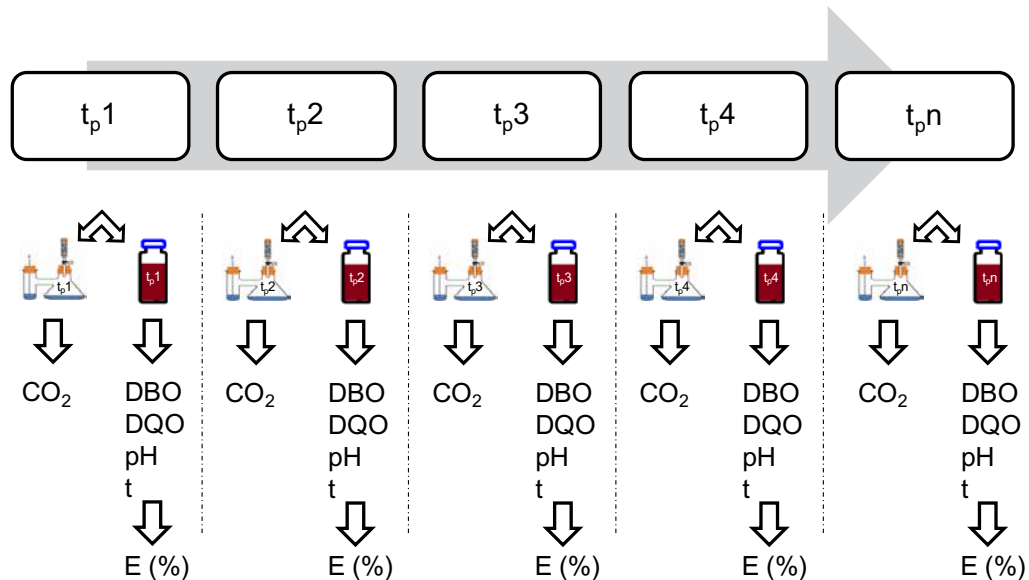 tp1 tp2 tp3 tp4 tpn
tp1 tp1 tp2 tp2 tp3 tp3 tp4 tp4 tpn tpn
CO2 DBO CO2 DBO CO2 DBO CO2 DBO CO2 DBO
DQO DQO DQO DQO DQO
pH pH pH pH pH
t t t t t
E (%) E (%) E (%) E (%) E (%)